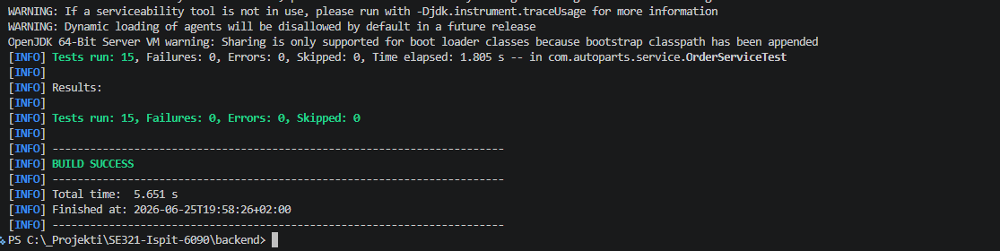 WARNING: If a serviceability tool is not in use, please run with -Djdk.instrument.traceUsage for more information
WARNING: Dynamic loading of agents will be disallowed by default in a future release
OpenJDK 64-Bit Server VM warning: Sharing is only supported for boot loader classes because bootstrap classpath has been appended
[INFO] Tests run: 15, Failures: 0, Errors: 0, Skipped: 0, Time elapsed: 1.805 s -- in com.autoparts.service.OrderServiceTest
[INFO]
[INFO] Results:
[INFO]
[INFO] Tests run: 15, Failures: 0, Errors: 0, Skipped: 0
[INFO]
[INFO] ------------------------------------------------------------------------
[INFO] BUILD SUCCESS
[INFO] ------------------------------------------------------------------------
[INFO] Total time:  5.651 s
[INFO] Finished at: 2026-06-25T19:58:26+02:00
[INFO] ------------------------------------------------------------------------
PS C:\_Projekti\SE321-Ispit-6090\backend>